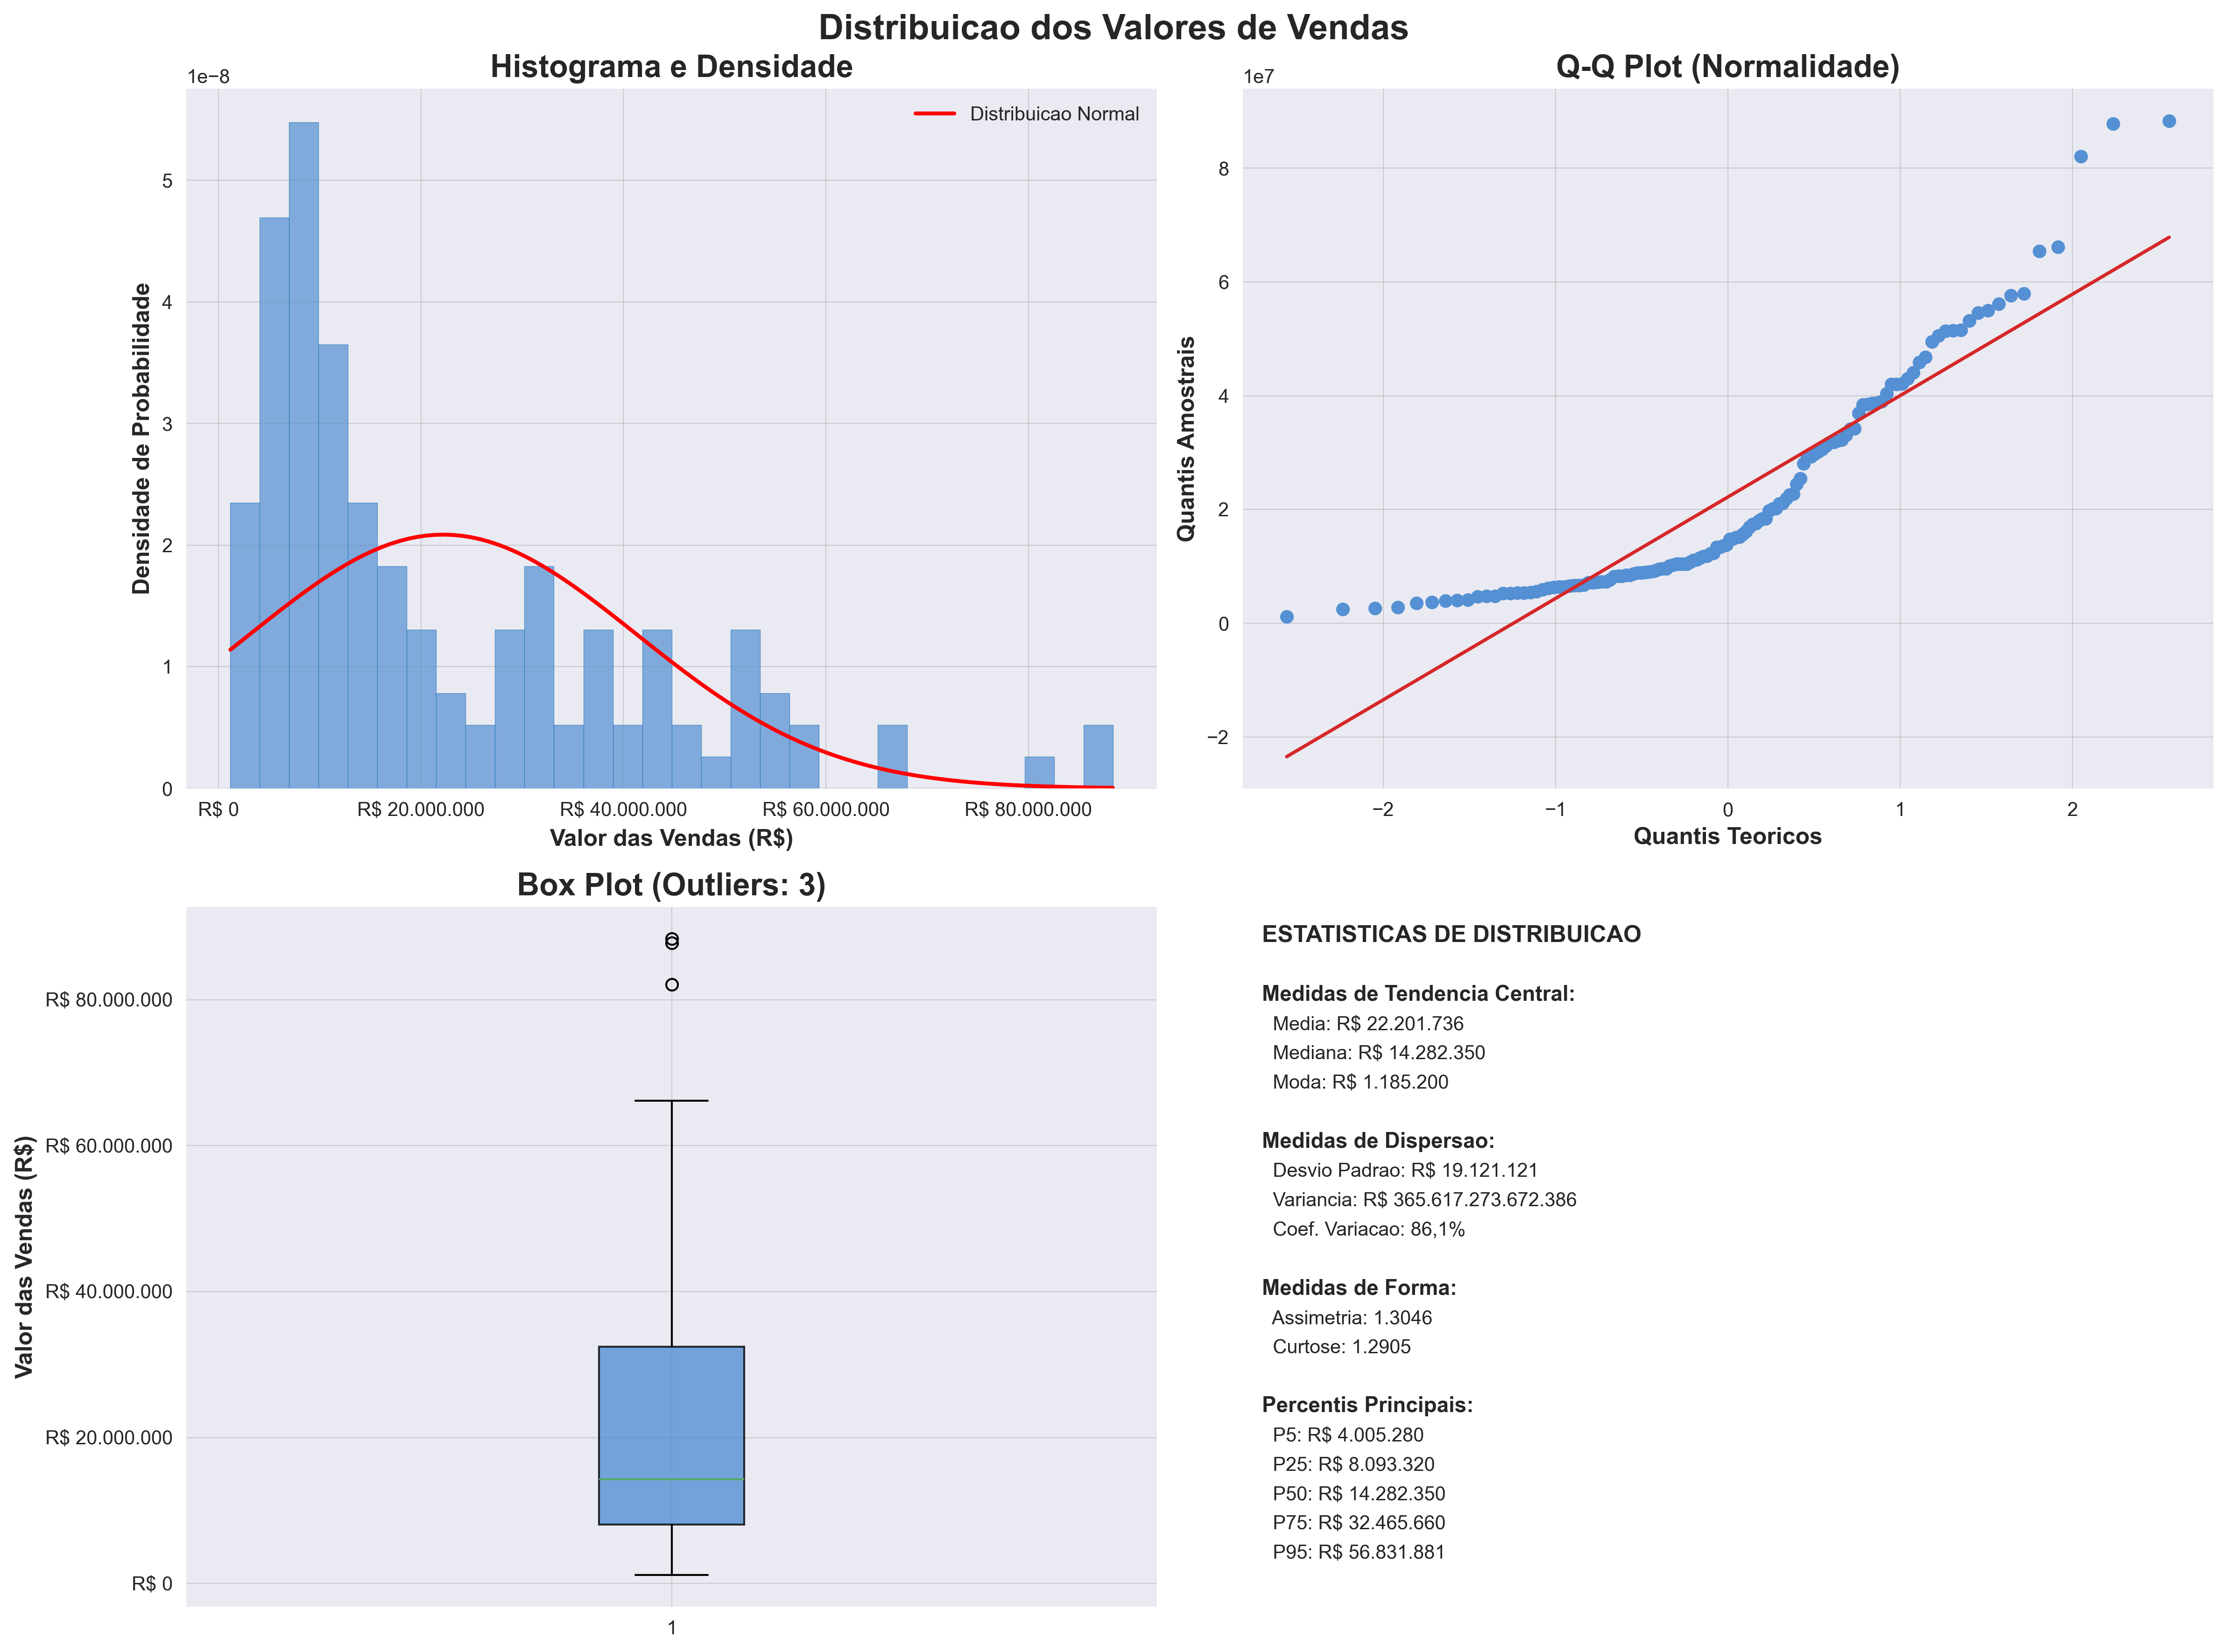 Distribuicao dos Valores de Vendas
Histograma e Densidade
1e−8
Distribuicao Normal
5
4
3
2
1
0
Densidade de Probabilidade
R$ 0
R$ 20.000.000
R$ 40.000.000
R$ 60.000.000
R$ 80.000.000
Valor das Vendas (R$)
Q-Q Plot (Normalidade)
1e7
8
6
4
2
0
−2
Quantis Amostrais
−2
−1
0
1
2
Quantis Teoricos
Box Plot (Outliers: 3)
R$ 80.000.000
R$ 60.000.000
R$ 40.000.000
R$ 20.000.000
R$ 0
Valor das Vendas (R$)
1
ESTATISTICAS DE DISTRIBUICAO
Medidas de Tendencia Central:
Media: R$ 22.201.736
Mediana: R$ 14.282.350
Moda: R$ 1.185.200
Medidas de Dispersao:
Desvio Padrao: R$ 19.121.121
Variancia: R$ 365.617.273.672.386
Coef. Variacao: 86,1%
Medidas de Forma:
Assimetria: 1.3046
Curtose: 1.2905
Percentis Principais:
P5: R$ 4.005.280
P25: R$ 8.093.320
P50: R$ 14.282.350
P75: R$ 32.465.660
P95: R$ 56.831.881